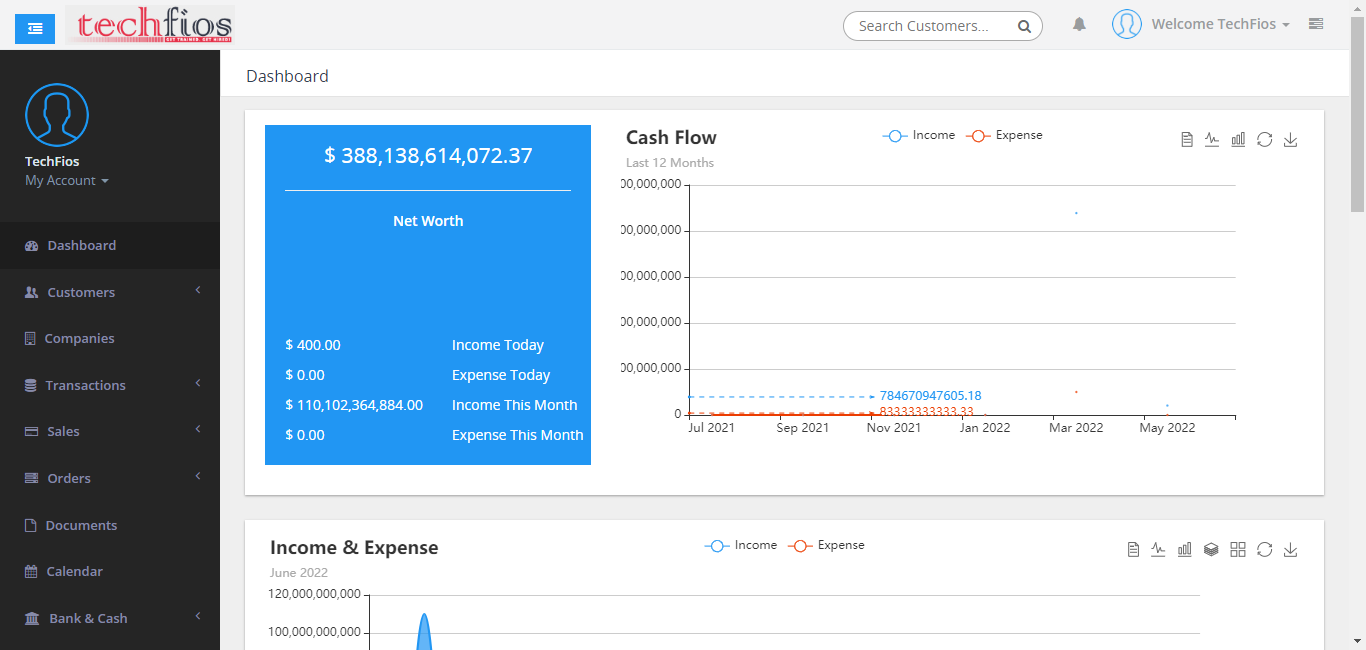 techfios
GET TRAINED. GET HIRED!
Search Customers...
Welcome TechFios
TechFios
My Account
Dashboard
Customers
Companies
Transactions
Sales
Orders
Documents
Calendar
Bank & Cash
Dashboard
$ 388,138,614,072.37
Net Worth
$ 400.00 Income Today
$ 0.00 Expense Today
$ 110,102,364,884.00 Income This Month
$ 0.00 Expense This Month
Cash Flow
Last 12 Months
Income Expense
00,000,000
00,000,000
00,000,000
00,000,000
00,000,000
0
784670947605.18
83333333333.33
Jul 2021 Sep 2021 Nov 2021 Jan 2022 Mar 2022 May 2022
Income & Expense
June 2022
Income Expense
120,000,000,000
100,000,000,000